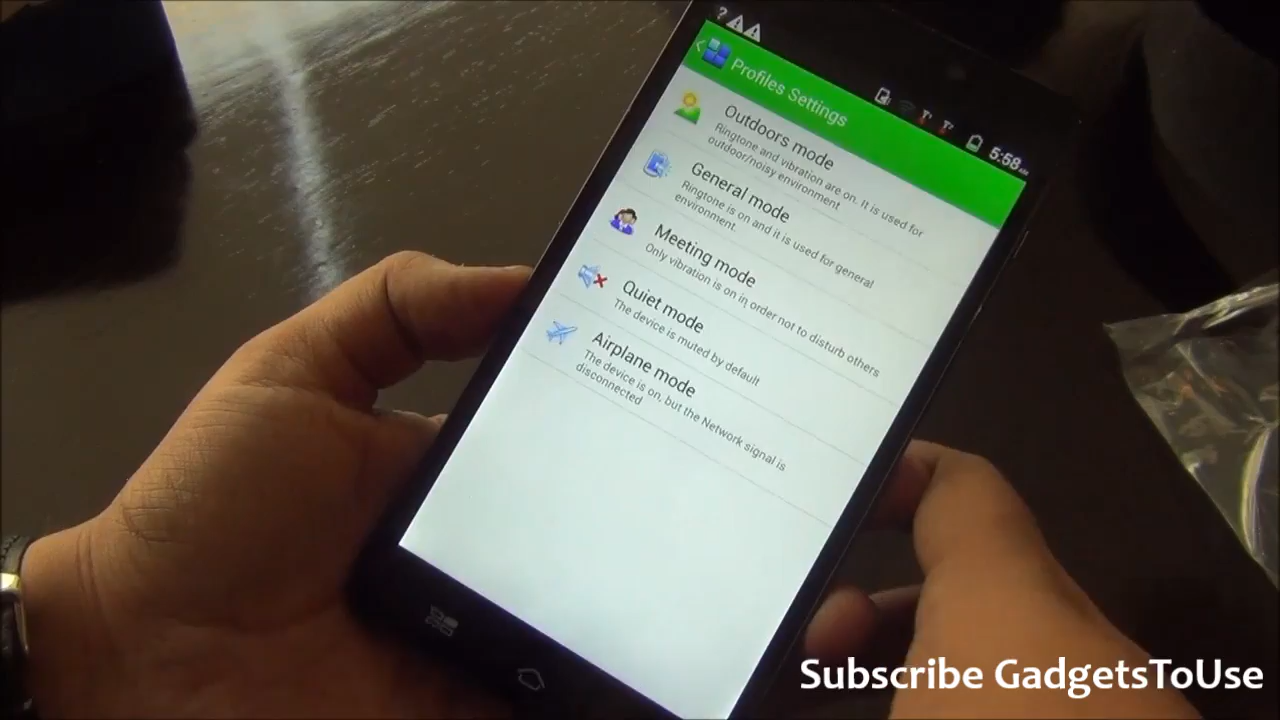 5:58
Profiles Settings
Outdoors mode
Ringtone and vibration are on. It is used for
outdoor/noisy environment
General mode
Ringtone is on and it is used for general
environment.
Meeting mode
Only vibration is on in order not to disturb others
Quiet mode
The device is muted by default
Airplane mode
The device is on, but the Network signal is
disconnected
Subscribe GadgetsToUse